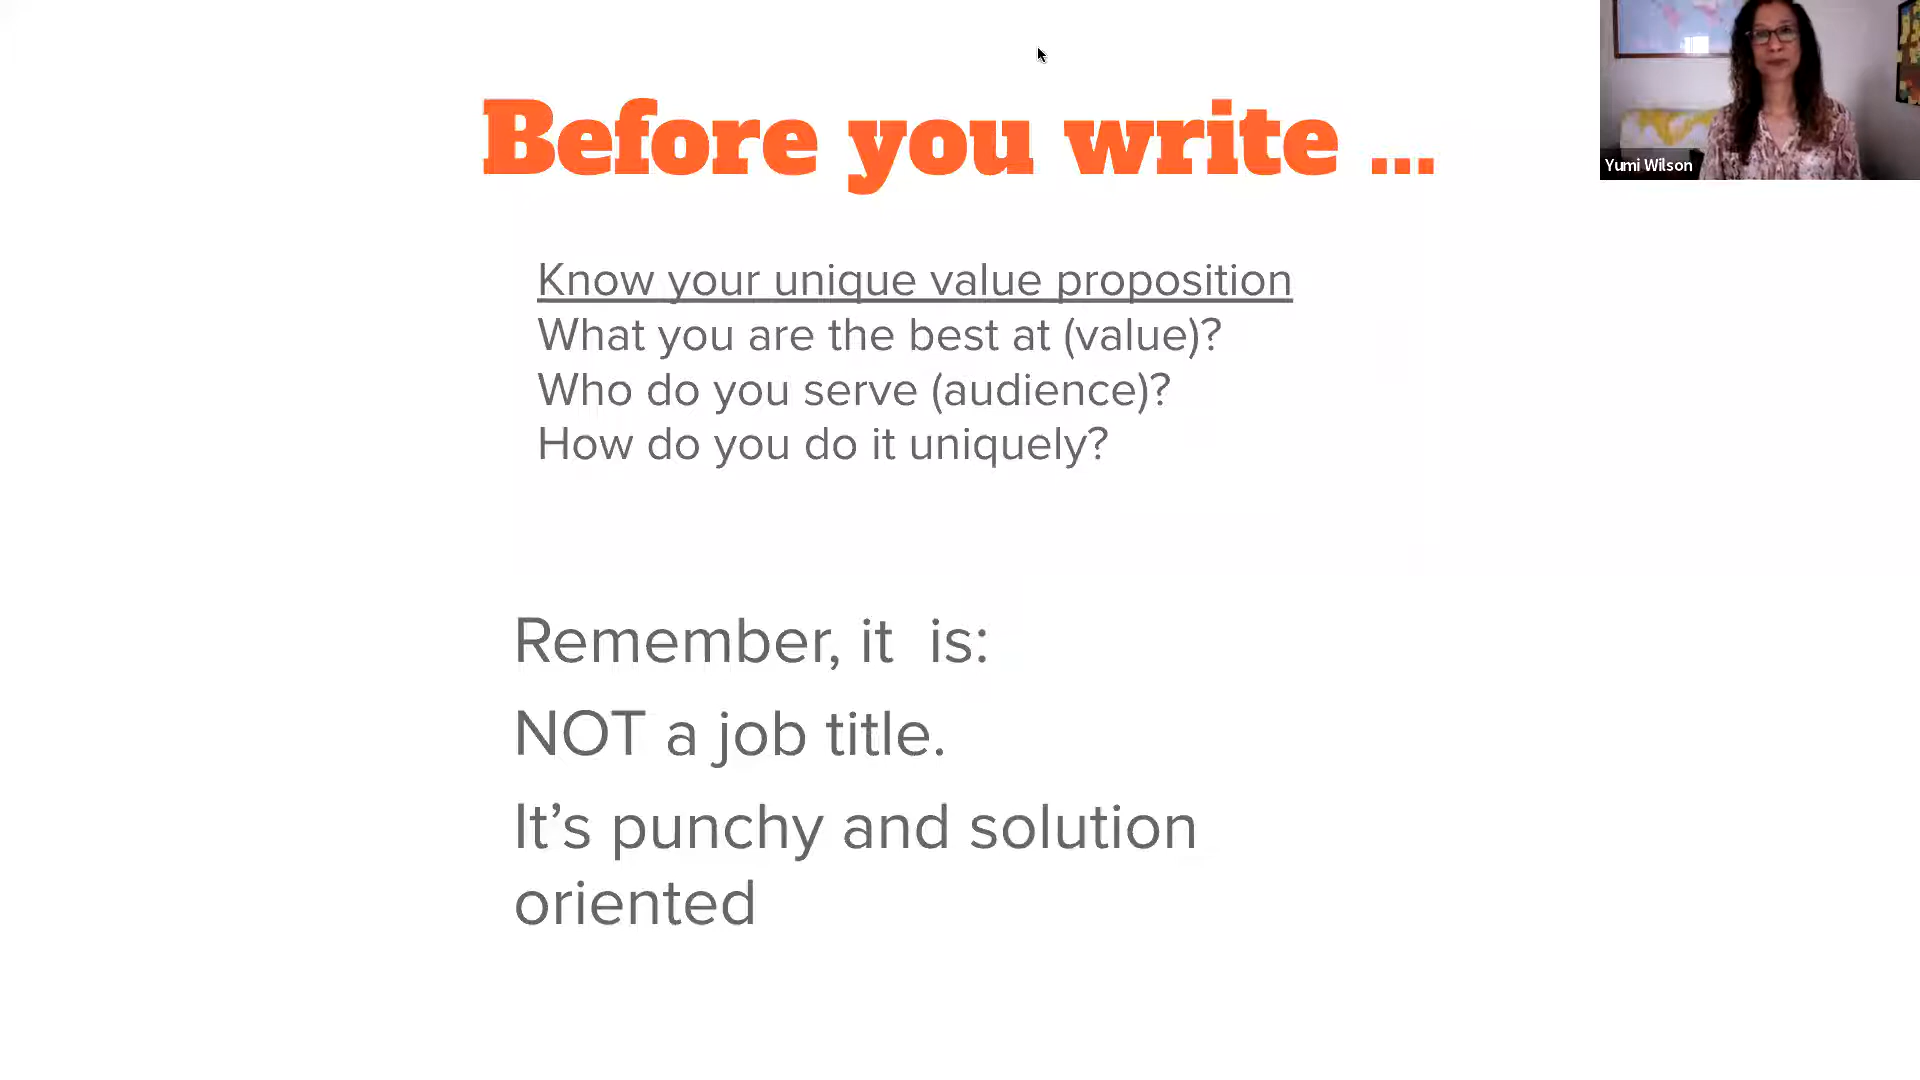 Before you write ...
Know your unique value proposition
What you are the best at (value)?
Who do you serve (audience)?
How do you do it uniquely?
Remember, it  is:
NOT a job title.
It’s punchy and solution
oriented
Yumi Wilson